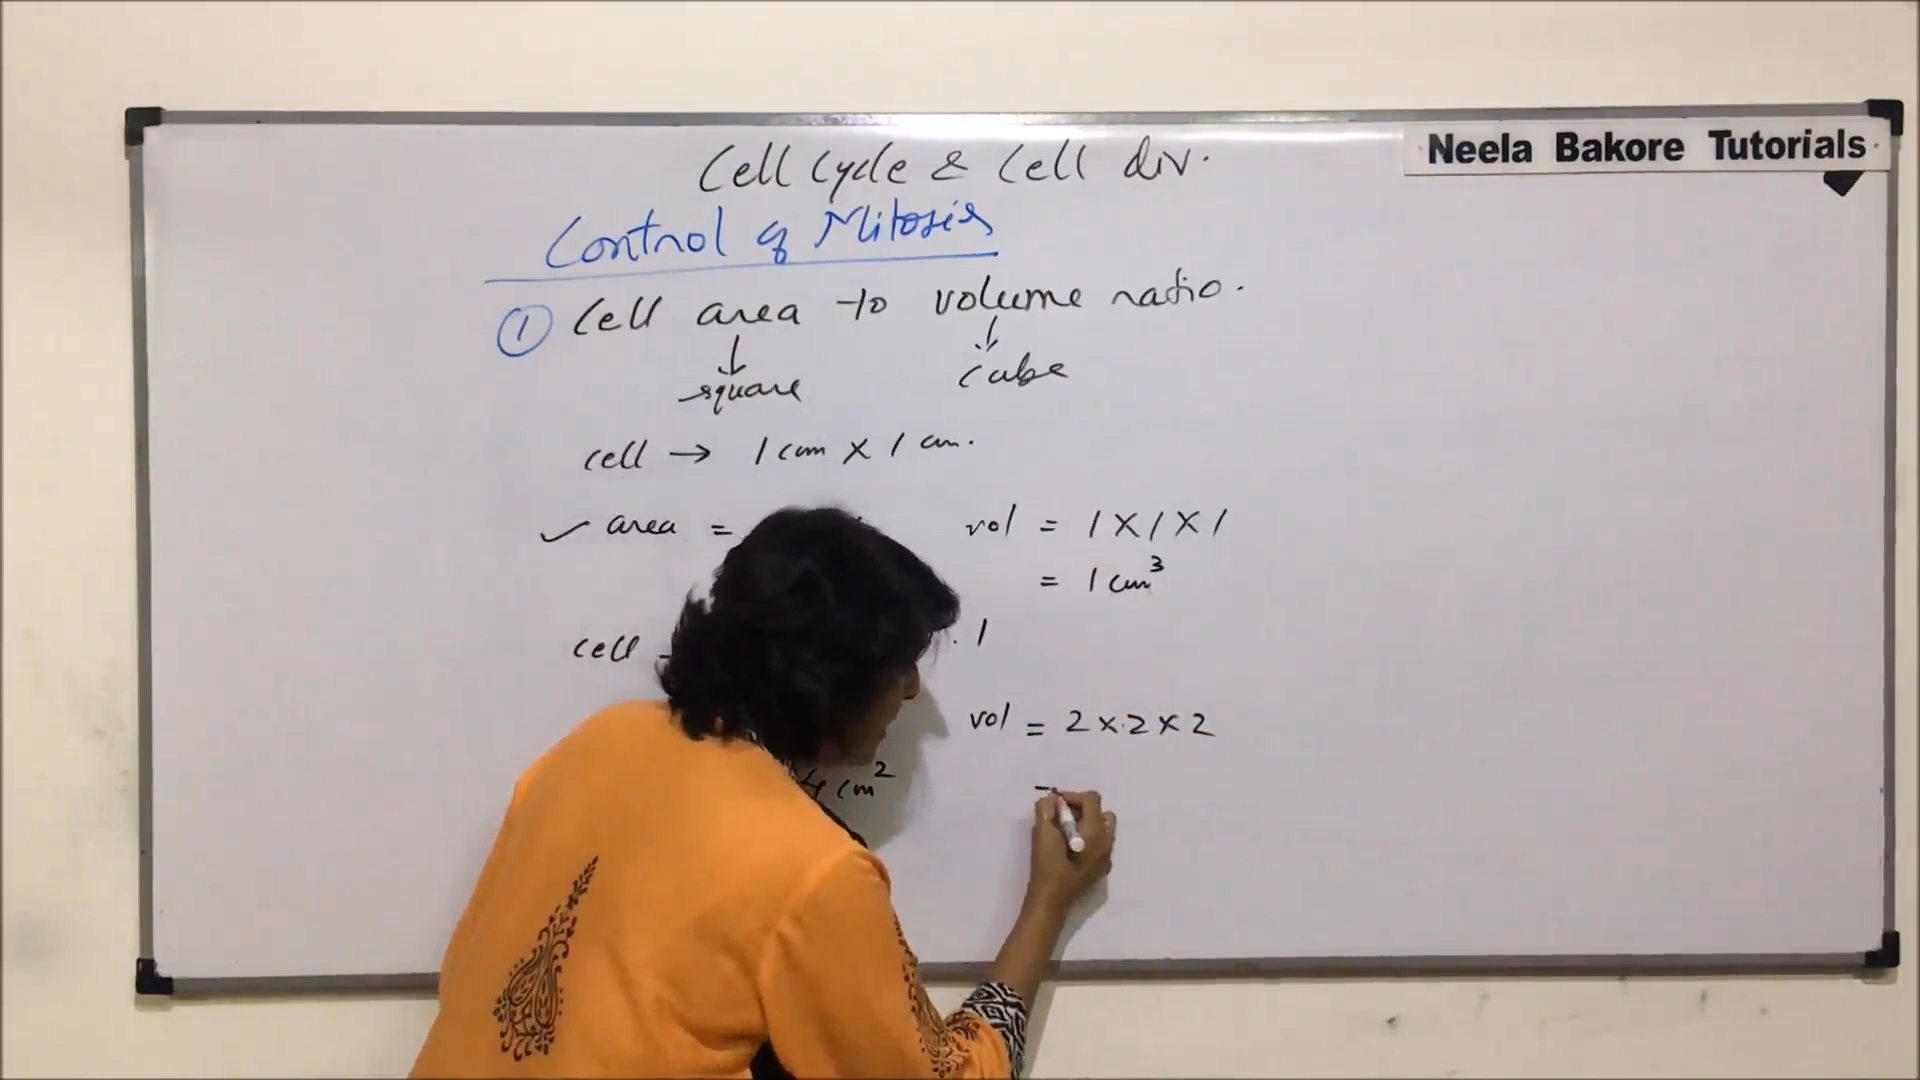 Neela Bakore Tutorials
Cell Cycle & Cell div.
Control of Mitosis
① Cell area to volume ratio.
↓ ↓
square cube
cell → 1 cm X 1 cm.
✓ area = vol = 1 X 1 X 1
= 1 cm³
cell 1
vol = 2 x 2 x 2
4 cm²